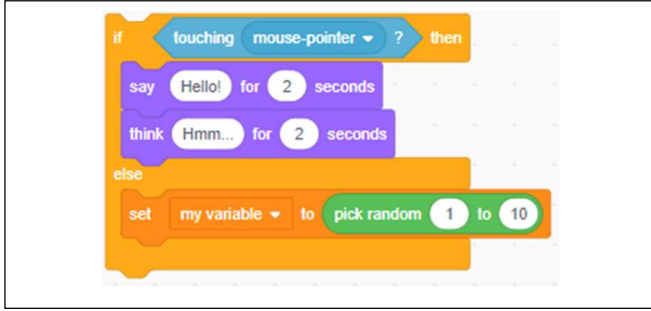 if touching mouse-pointer ? then
say Hello! for 2 seconds
think Hmm... for 2 seconds
else
set my variable to pick random 1 to 10